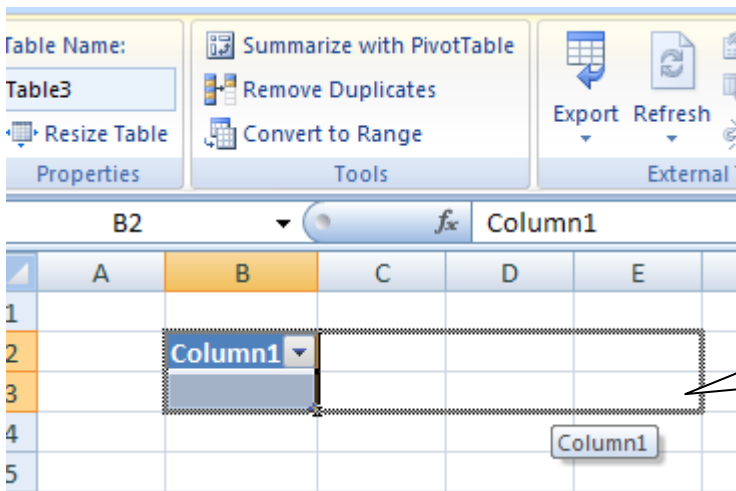 Table Name:
Summarize with PivotTable
Table3
Remove Duplicates
Export Refresh
Resize Table
Convert to Range
Properties
Tools
External
B2
fx
Column1
A B C D E
1
2
Column1
3
4
Column1
5